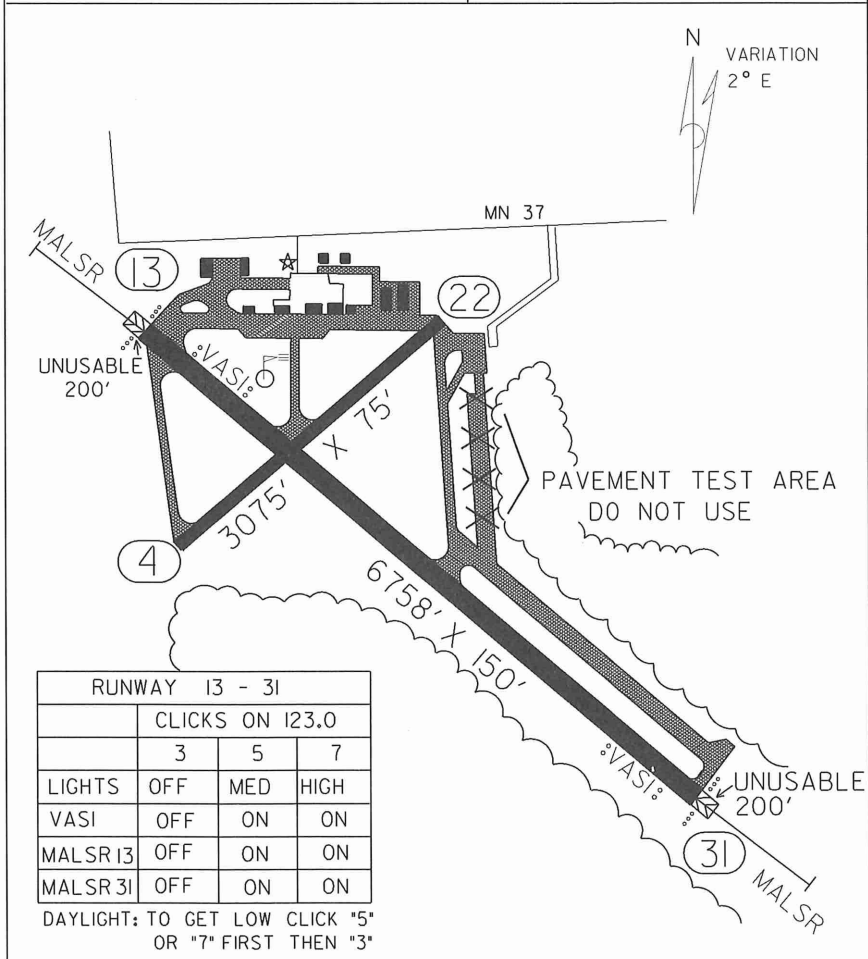 N
VARIATION
2° E
MN 37
MALSR
13
22
UNUSABLE
200'
VASI
3075' X 75'
PAVEMENT TEST AREA
DO NOT USE
4
6758' X 150'
RUNWAY 13 - 31
CLICKS ON 123.0
3 5 7
LIGHTS OFF MED HIGH
VASI OFF ON ON
MALSR 13 OFF ON ON
MALSR 31 OFF ON ON
DAYLIGHT: TO GET LOW CLICK "5"
OR "7" FIRST THEN "3"
VASI
UNUSABLE
200'
31
MALSR